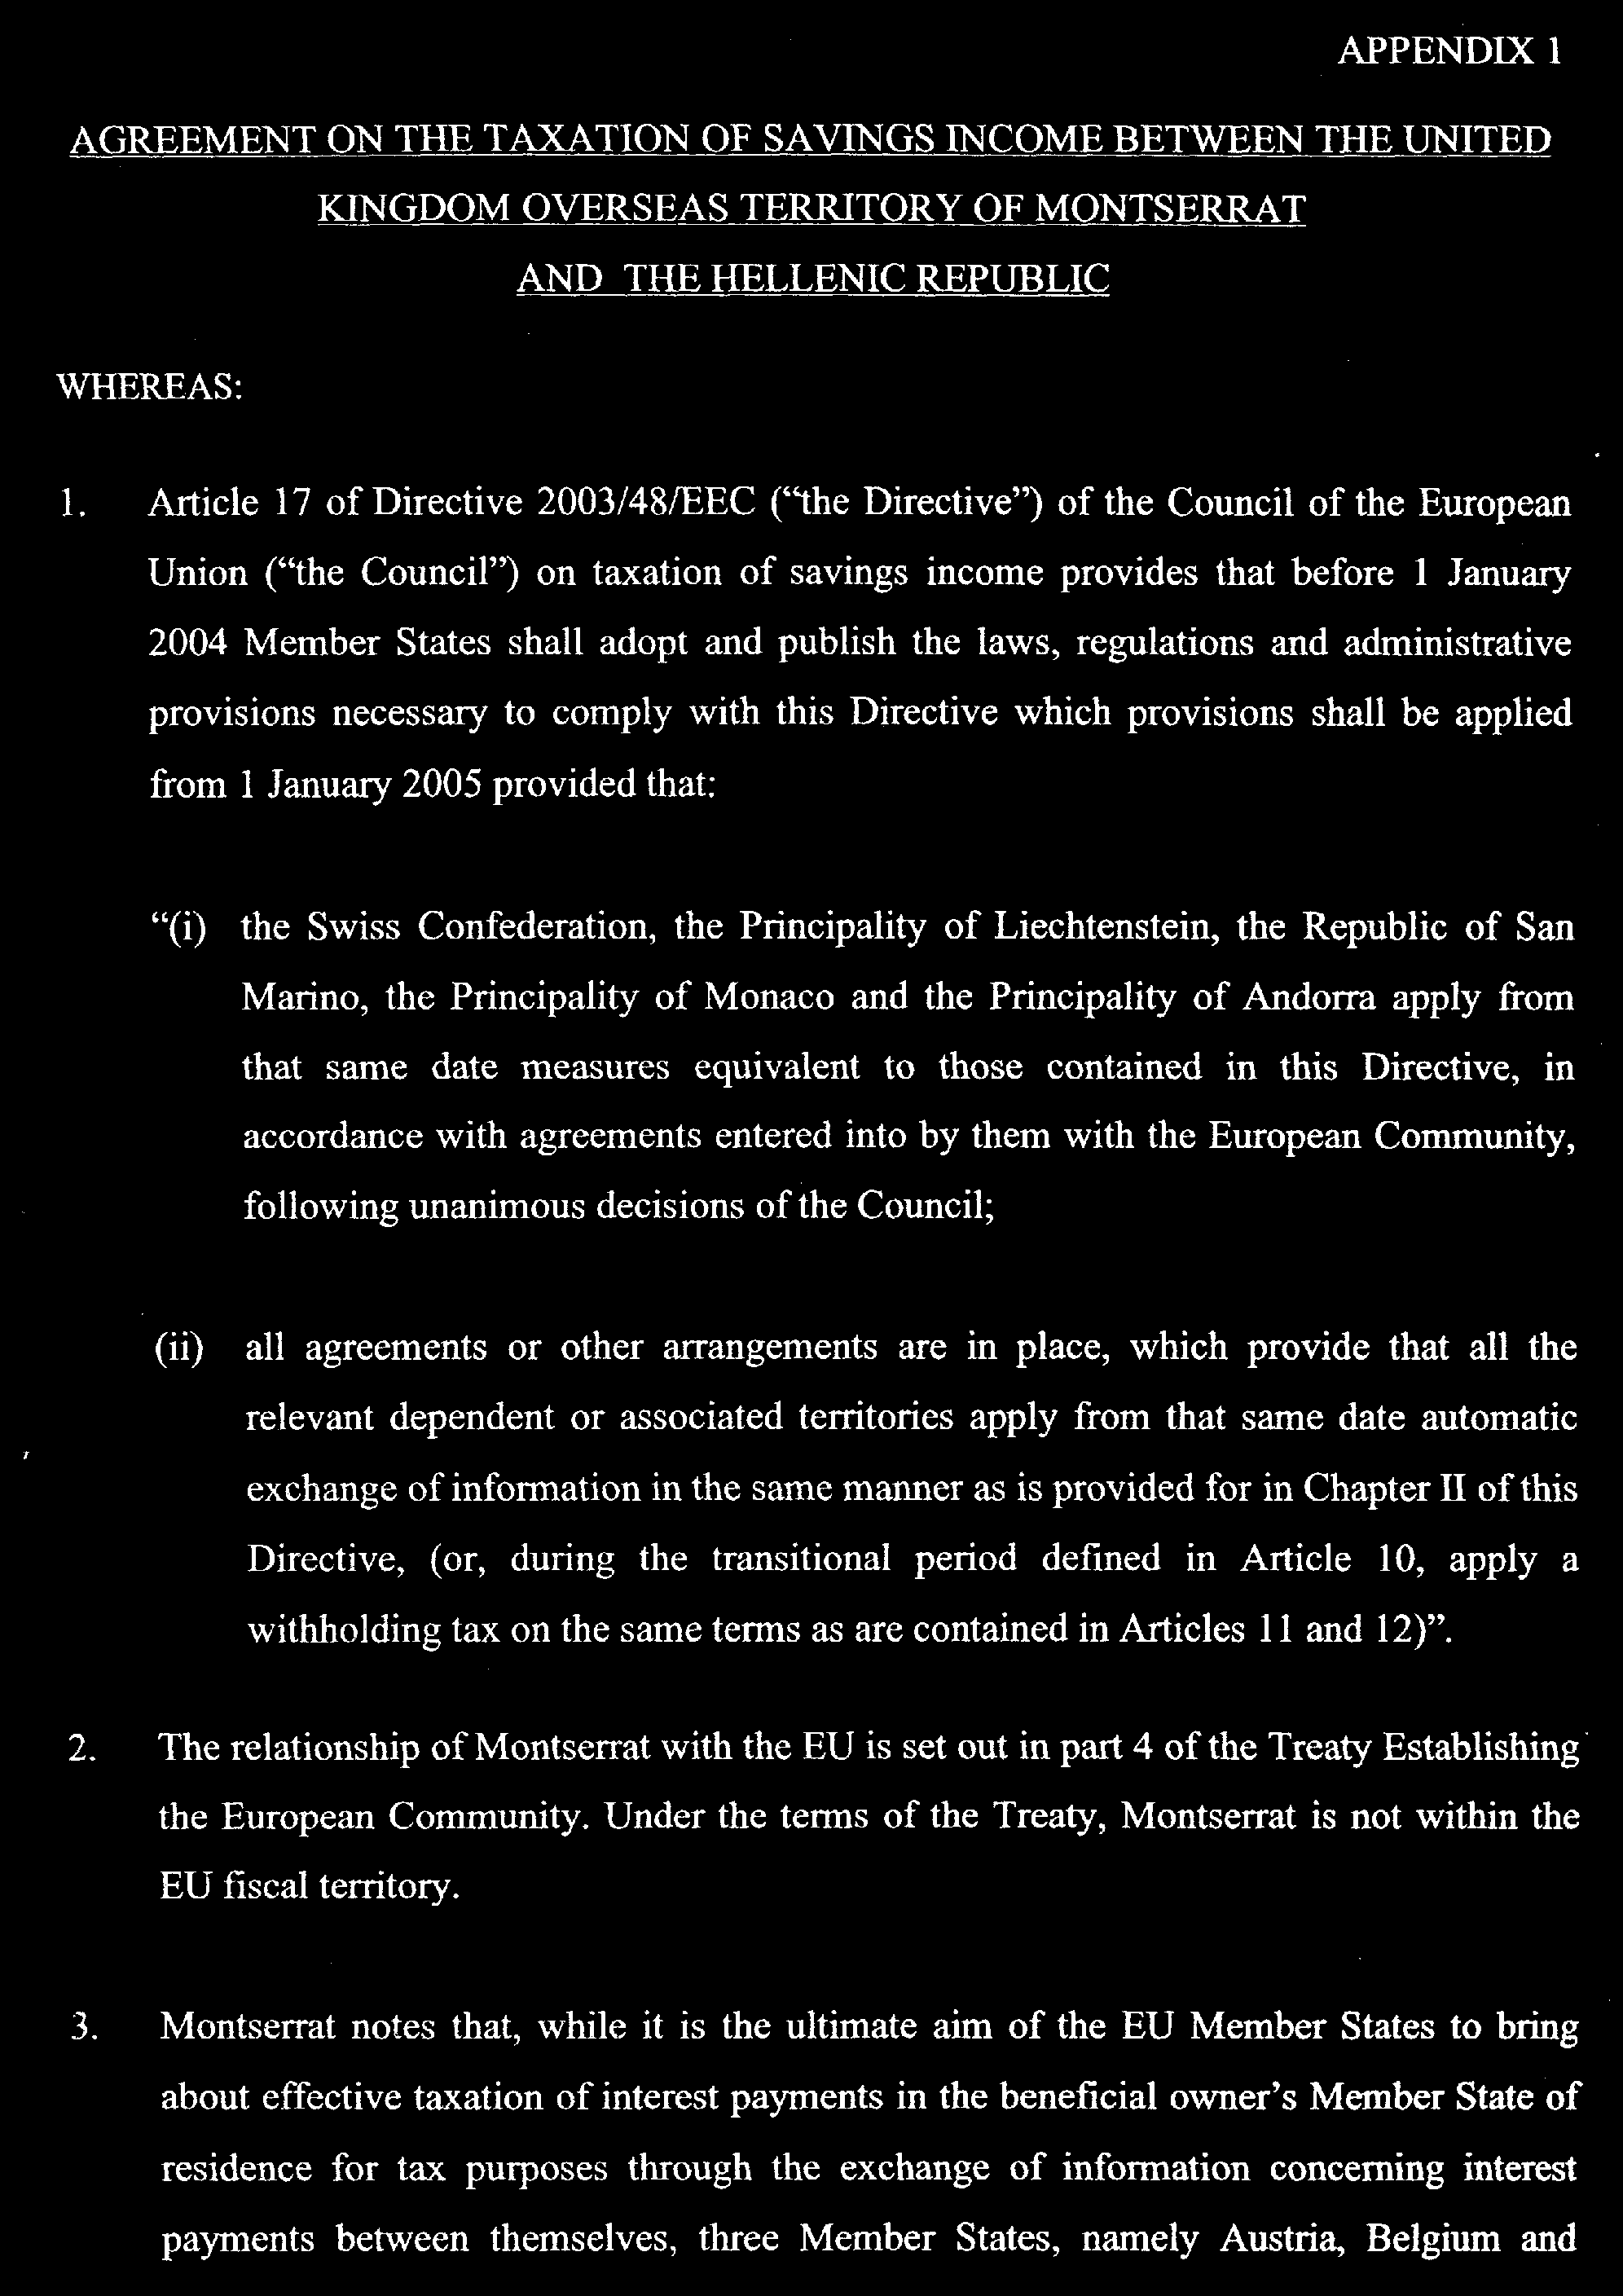 APPENDIX 1
AGREEMENT ON THE TAXATION OF SAVINGS INCOME BETWEEN THE UNITED
KINGDOM OVERSEAS TERRITORY OF MONTSERRAT
AND THE HELLENIC REPUBLIC
WHEREAS:
1. Article 17 of Directive 2003/48/EEC (“the Directive”) of the Council of the European
Union (“the Council”) on taxation of savings income provides that before 1 January
2004 Member States shall adopt and publish the laws, regulations and administrative
provisions necessary to comply with this Directive which provisions shall be applied
from 1 January 2005 provided that:
“(i) the Swiss Confederation, the Principality of Liechtenstein, the Republic of San
Marino, the Principality of Monaco and the Principality of Andorra apply from
that same date measures equivalent to those contained in this Directive, in
accordance with agreements entered into by them with the European Community,
following unanimous decisions of the Council;
(ii) all agreements or other arrangements are in place, which provide that all the
relevant dependent or associated territories apply from that same date automatic
exchange of information in the same manner as is provided for in Chapter II of this
Directive, (or, during the transitional period defined in Article 10, apply a
withholding tax on the same terms as are contained in Articles 11 and 12)”.
2. The relationship of Montserrat with the EU is set out in part 4 of the Treaty Establishing
the European Community. Under the terms of the Treaty, Montserrat is not within the
EU fiscal territory.
3. Montserrat notes that, while it is the ultimate aim of the EU Member States to bring
about effective taxation of interest payments in the beneficial owner’s Member State of
residence for tax purposes through the exchange of information concerning interest
payments between themselves, three Member States, namely Austria, Belgium and